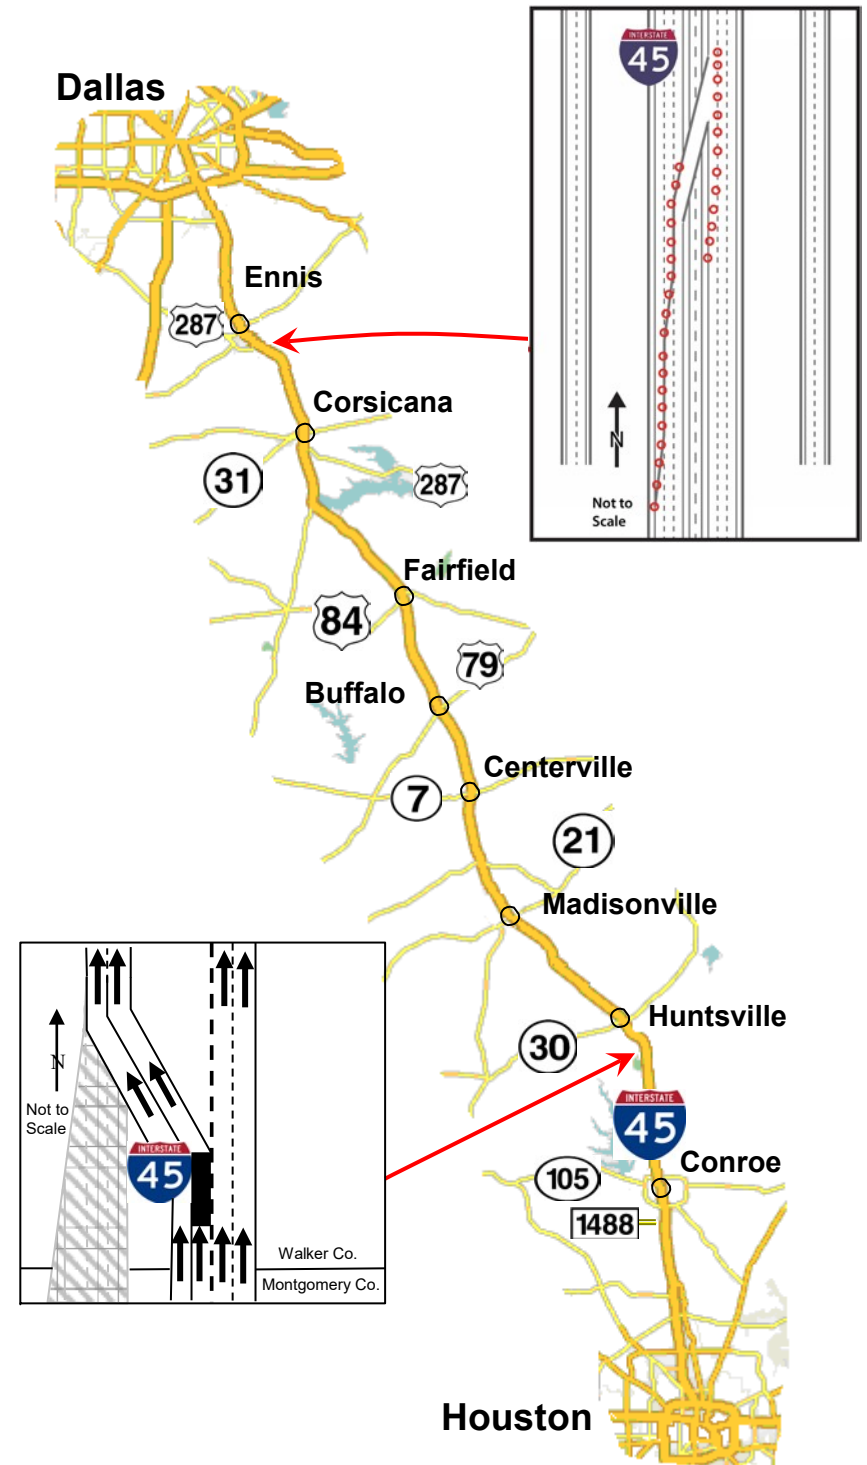 Dallas
INTERSTATE
45
N
Not to
Scale
Ennis
287
Corsicana
31
287
Fairfield
84
79
Buffalo
Centerville
7
21
Madisonville
Huntsville
30
N
Not to
Scale
INTERSTATE
45
Walker Co.
Montgomery Co.
INTERSTATE
45
Conroe
105
1488
Houston